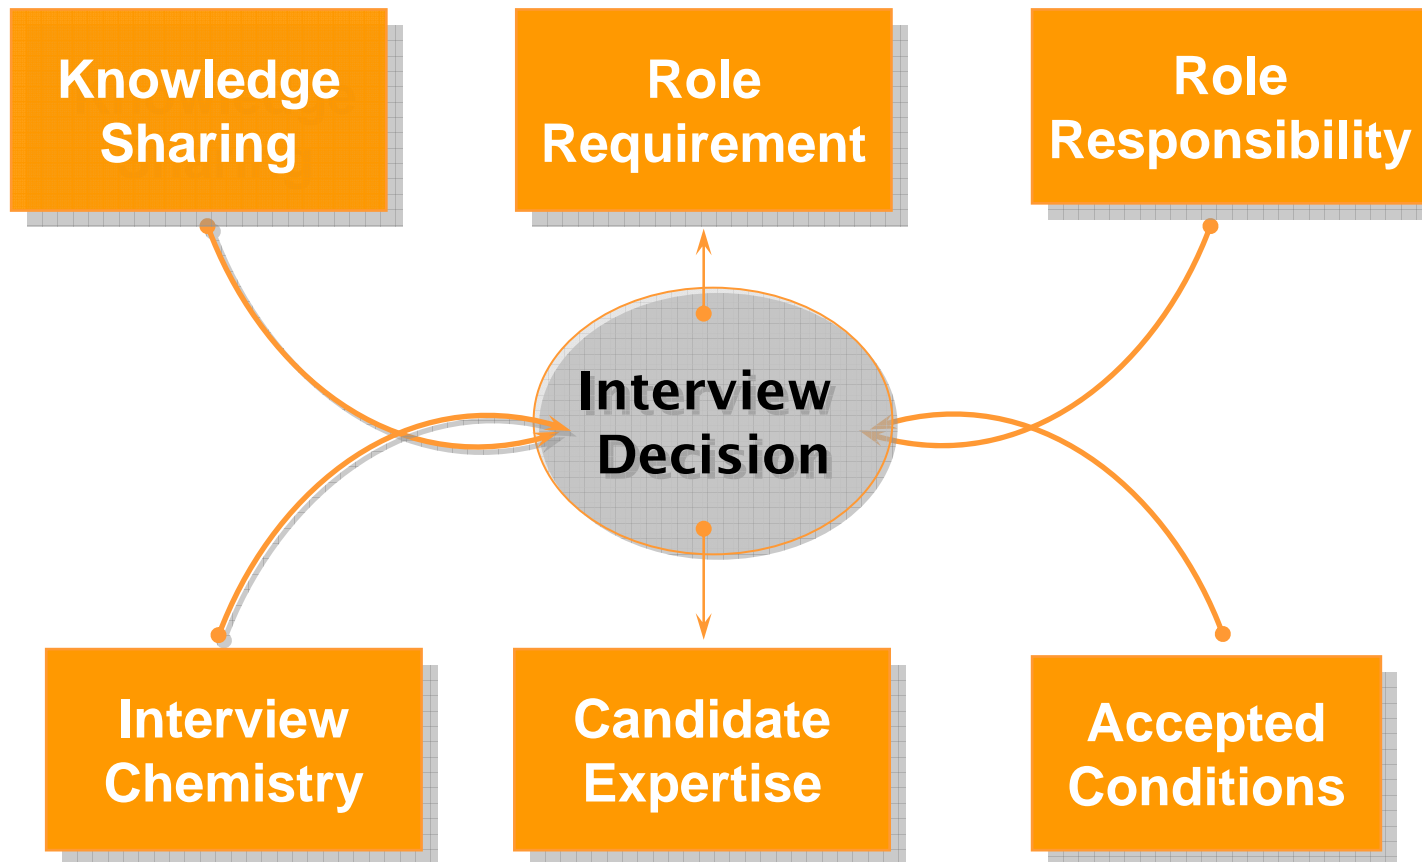 Knowledge
Sharing
Role
Requirement
Role
Responsibility
Interview
Decision
Interview
Chemistry
Candidate
Expertise
Accepted
Conditions